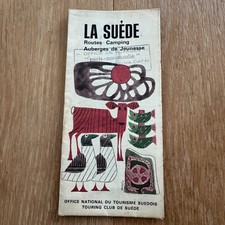 LA SUÈDE
Routes Camping
Auberges de Jeunesse
OFFICE NATIONAL DU TOURISME SUEDOIS
TOURING CLUB DE SUÈDE